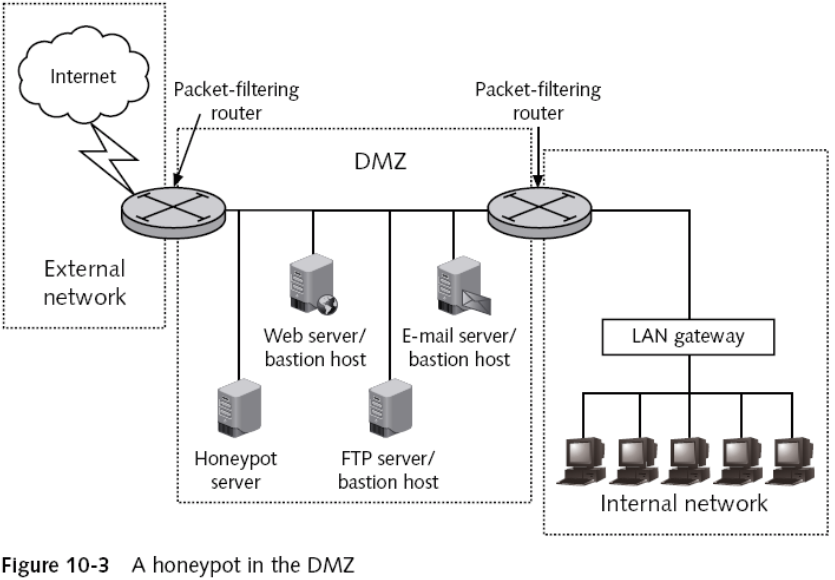 Internet
Packet-filtering
router
Packet-filtering
router
DMZ
External
network
Web server/
bastion host
E-mail server/
bastion host
LAN gateway
Honeypot
server
FTP server/
bastion host
Internal network
Figure 10-3 A honeypot in the DMZ